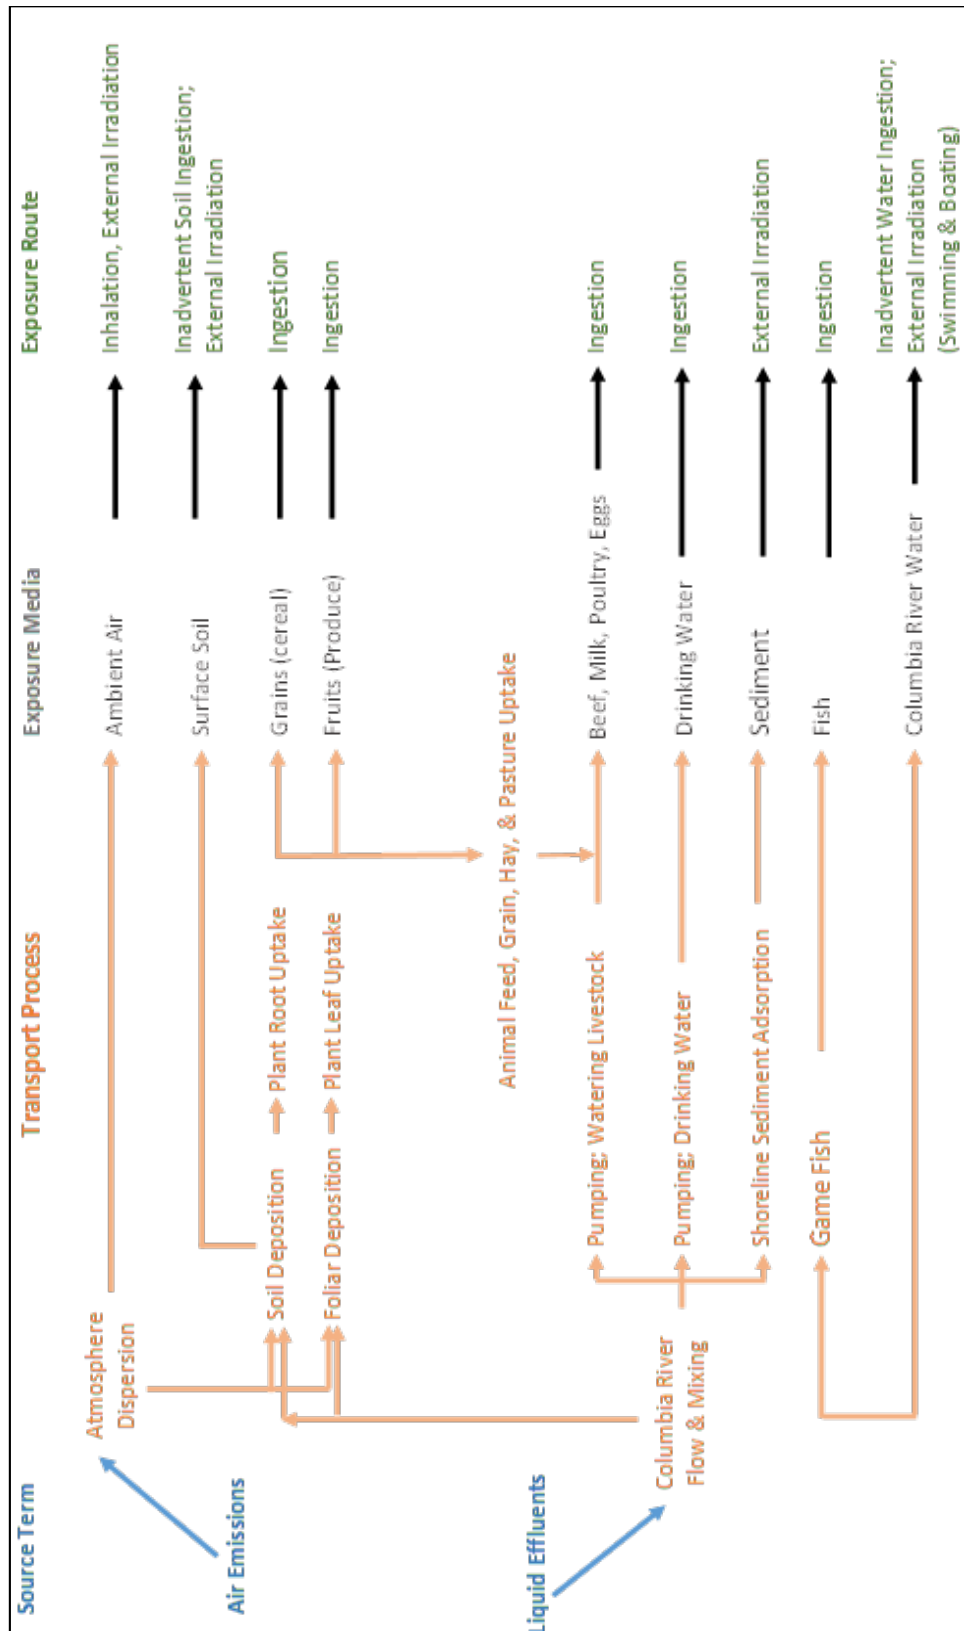 Source Term
Transport Process
Exposure Media
Exposure Route
Air Emissions
Liquid Effluents
Atmosphere
Dispersion
Soil Deposition
Plant Root Uptake
Foliar Deposition
Plant Leaf Uptake
Animal Feed, Grain, Hay, & Pasture Uptake
Columbia River
Flow & Mixing
Pumping; Watering Livestock
Pumping; Drinking Water
Shoreline Sediment Adsorption
Game Fish
Ambient Air
Surface Soil
Grains (cereal)
Fruits (Produce)
Beef, Milk, Poultry, Eggs
Drinking Water
Sediment
Fish
Columbia River Water
Inhalation, External Irradiation
Inadvertent Soil Ingestion;
External Irradiation
Ingestion
Ingestion
Ingestion
Ingestion
External Irradiation
Ingestion
Inadvertent Water Ingestion;
External Irradiation
(Swimming & Boating)